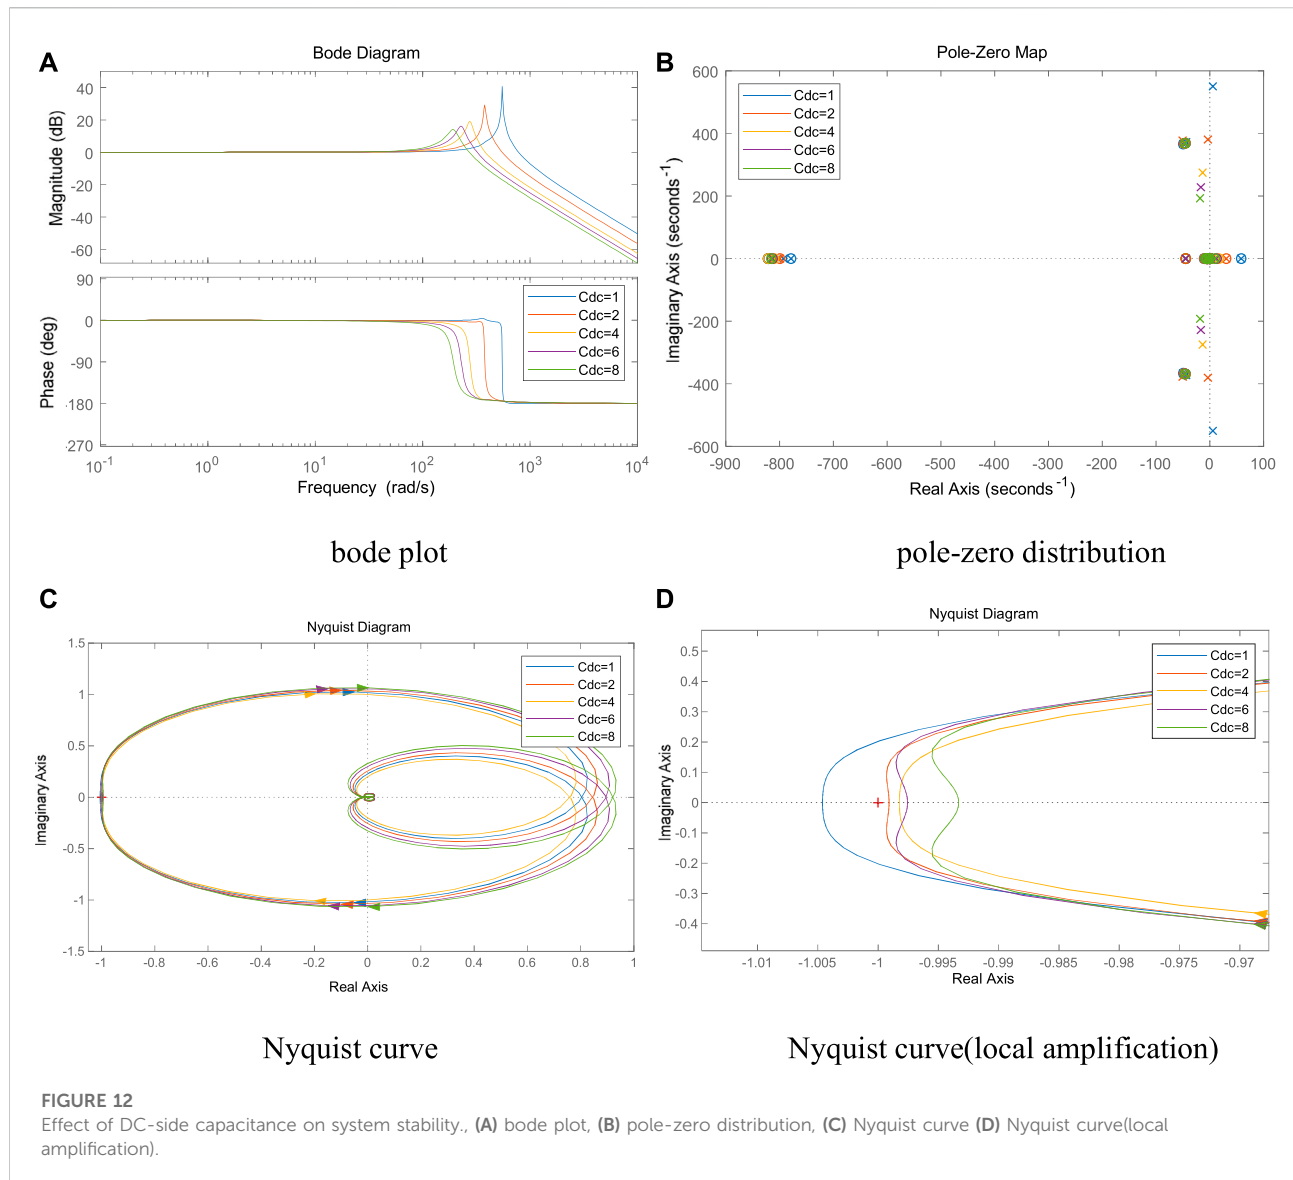 A
Bode Diagram
Magnitude (dB)
40
20
0
-20
-40
-60
Phase (deg)
90
0
-90
-180
-270
Cdc=1
Cdc=2
Cdc=4
Cdc=6
Cdc=8
10-1
100
101
102
103
104
Frequency (rad/s)
bode plot
B
Pole-Zero Map
Imaginary Axis (seconds-1)
600
400
200
0
-200
-400
-600
Cdc=1
Cdc=2
Cdc=4
Cdc=6
Cdc=8
-900 -800 -700 -600 -500 -400 -300 -200 -100 0 100
Real Axis (seconds-1)
pole-zero distribution
C
Nyquist Diagram
Imaginary Axis
1.5
1
0.5
0
-0.5
-1
-1.5
Cdc=1
Cdc=2
Cdc=4
Cdc=6
Cdc=8
-1 -0.8 -0.6 -0.4 -0.2 0 0.2 0.4 0.6 0.8 1
Real Axis
Nyquist curve
D
Nyquist Diagram
Imaginary Axis
0.5
0.4
0.3
0.2
0.1
0
-0.1
-0.2
-0.3
-0.4
Cdc=1
Cdc=2
Cdc=4
Cdc=6
Cdc=8
-1.01 -1.005 -1 -0.995 -0.99 -0.985 -0.98 -0.975 -0.97
Real Axis
Nyquist curve(local amplification)
FIGURE 12
Effect of DC-side capacitance on system stability., (A) bode plot, (B) pole-zero distribution, (C) Nyquist curve (D) Nyquist curve(local
amplification).